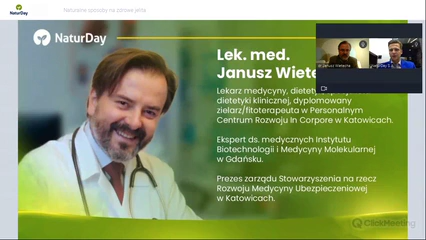 NaturDay
Naturalne sposoby na zdrowe jelita
NaturDay
Lek. med.
Janusz Wiete
Lekarz medycyny, dietety
dietetyki klinicznej, dyplomowany
zielarz/fitoterapeuta w Personalnym
Centrum Rozwoju In Corpore w Katowicach.
Ekspert ds. medycznych Instytutu
Biotechnologii i Medycyny Molekularnej
w Gdańsku.
Prezes zarządu Stowarzyszenia na rzecz
Rozwoju Medycyny Ubezpieczeniowej
w Katowicach.
ClickMeeting